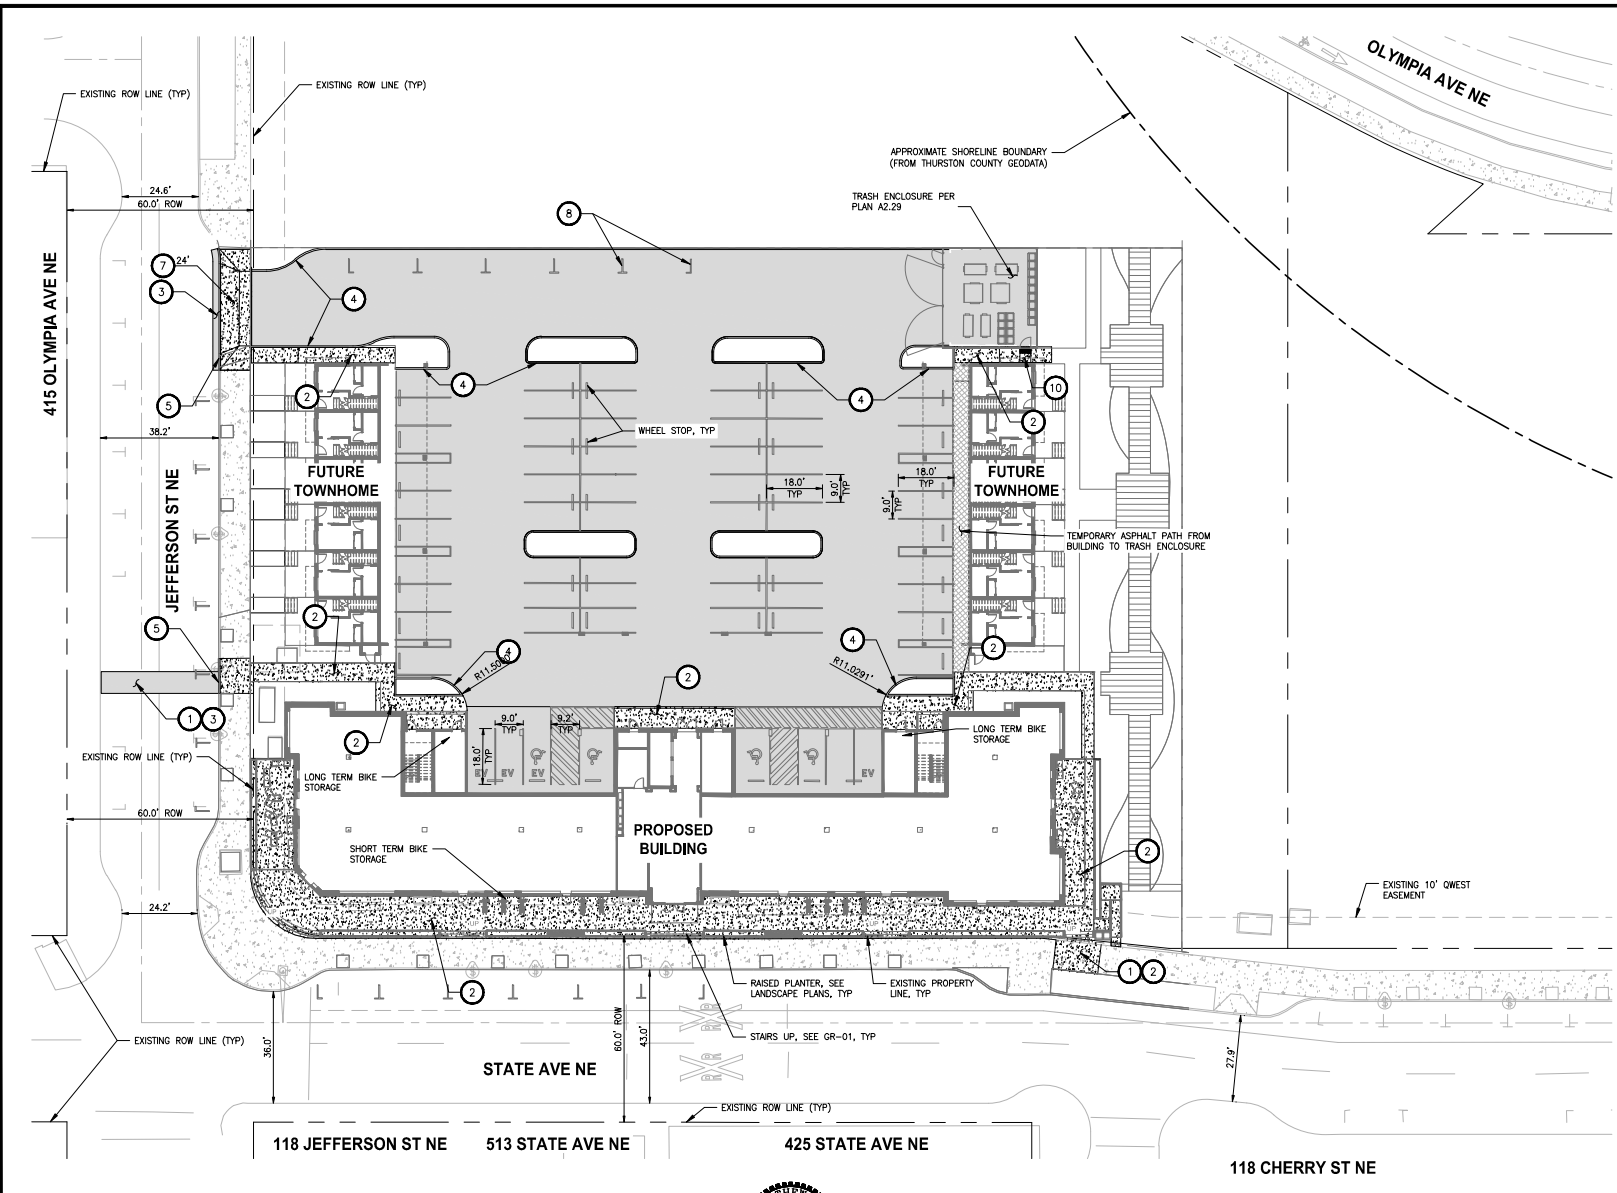 OLYMPIA AVE NE
EXISTING ROW LINE (TYP)
EXISTING ROW LINE (TYP)
APPROXIMATE SHORELINE BOUNDARY
(FROM THURSTON COUNTY GEODATA)
24.6'
60.0' ROW
TRASH ENCLOSURE PER
PLAN A2.29
8
7
24'
3
4
415 OLYMPIA AVE NE
4
4
2
10
5
2
WHEEL STOP, TYP
38.2'
FUTURE
TOWNHOME
FUTURE
TOWNHOME
18.0'
TYP
9.0'
TYP
18.0'
TYP
9.0'
TYP
JEFFERSON ST NE
TEMPORARY ASPHALT PATH FROM
BUILDING TO TRASH ENCLOSURE
2
5
4
4
2
2
R11.0291'
1
3
2
9.0'
TYP
9.2'
TYP
18.0'
TYP
LONG TERM BIKE
STORAGE
EXISTING ROW LINE (TYP)
LONG TERM BIKE
STORAGE
EV
EV
EV
EV
60.0' ROW
PROPOSED
BUILDING
SHORT TERM BIKE
STORAGE
2
EXISTING 10' QWEST
EASEMENT
24.2'
UP
1
2
2
RAISED PLANTER, SEE
LANDSCAPE PLANS, TYP
EXISTING PROPERTY
LINE, TYP
STAIRS UP, SEE GR-01, TYP
EXISTING ROW LINE (TYP)
36.0'
60.0' ROW
43.0'
R R
R R
27.9'
STATE AVE NE
EXISTING ROW LINE (TYP)
118 JEFFERSON ST NE
513 STATE AVE NE
425 STATE AVE NE
118 CHERRY ST NE